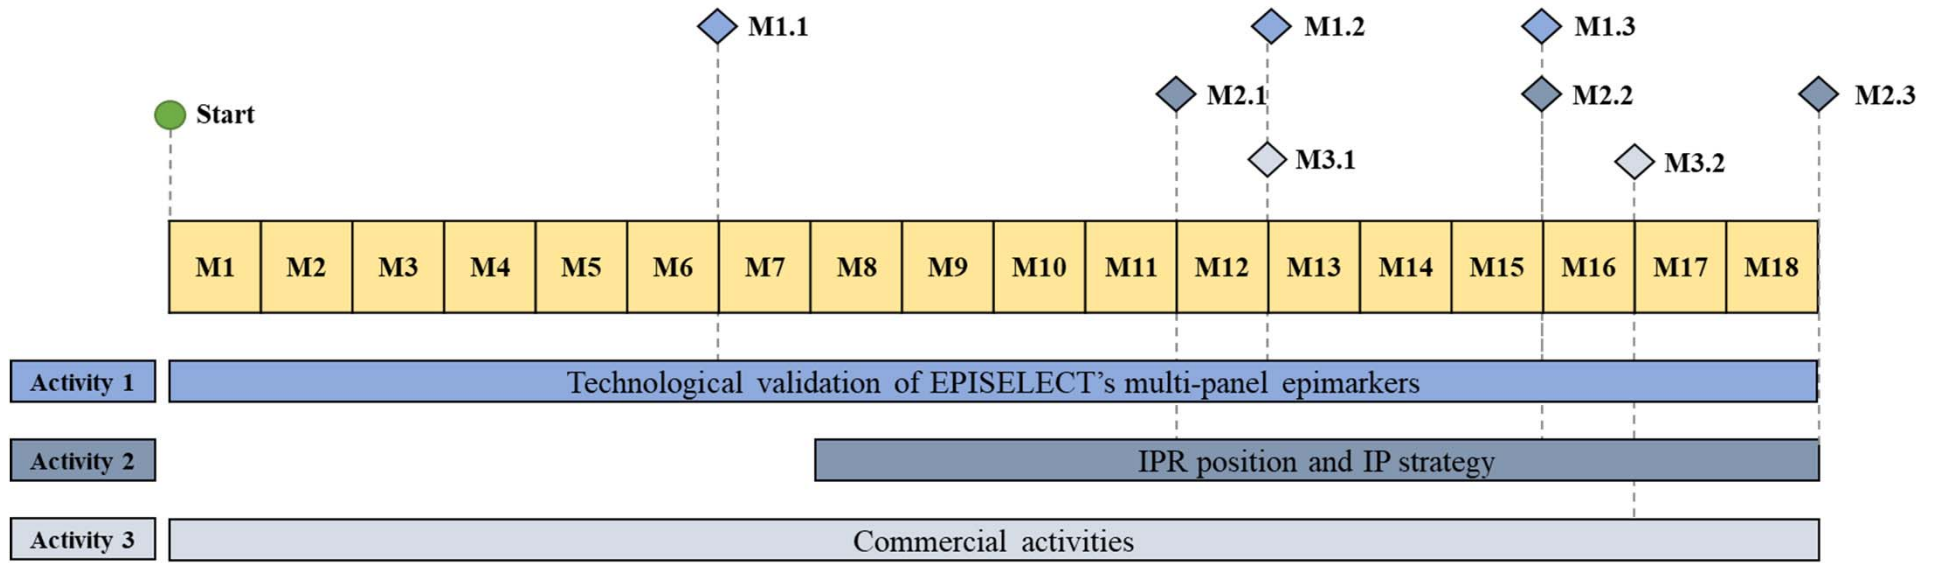 M1.1
M1.2
M1.3
M2.1
M2.2
M2.3
Start
M3.1
M3.2
M1 M2 M3 M4 M5 M6 M7 M8 M9 M10 M11 M12 M13 M14 M15 M16 M17 M18
Activity 1
Technological validation of EPISELECT’s multi-panel epimarkers
Activity 2
IPR position and IP strategy
Activity 3
Commercial activities